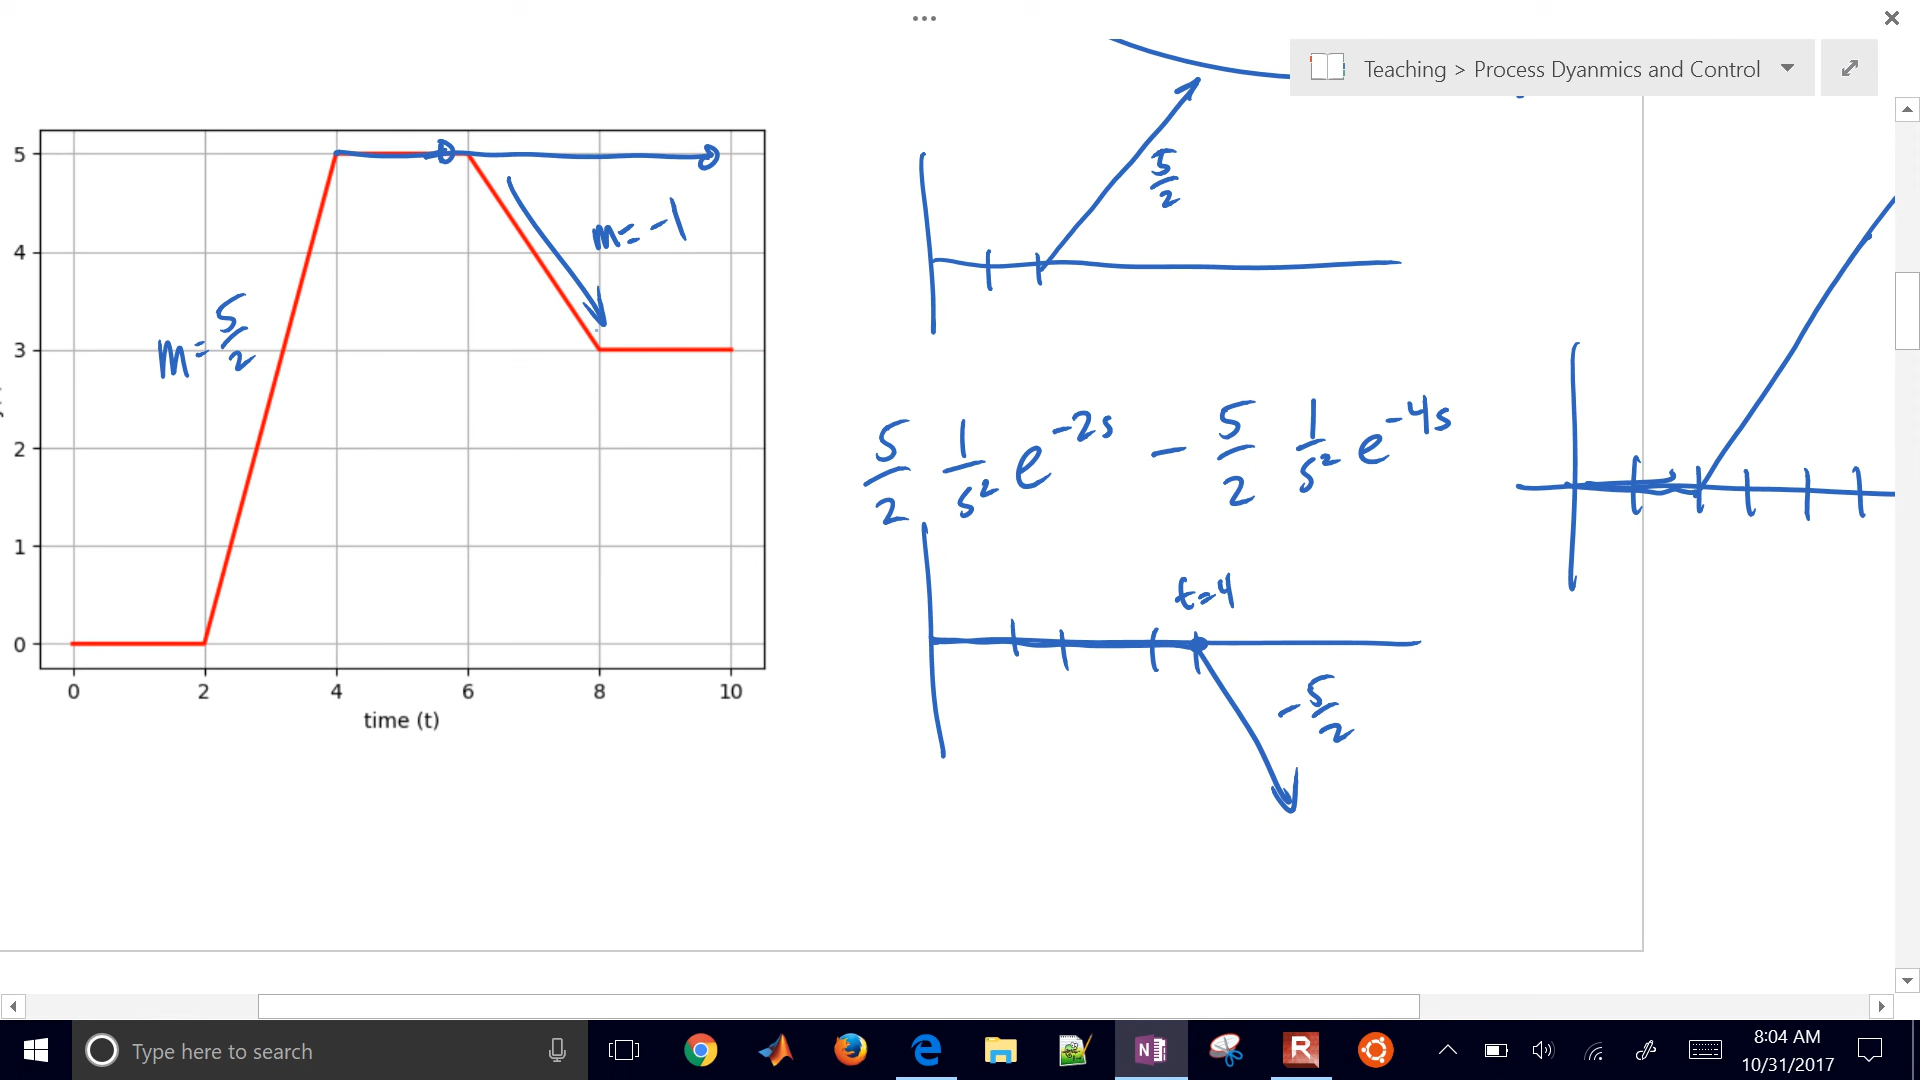 Teaching > Process Dyanmics and Control
5
4
3
2
1
0
0 2 4 6 8 10
time (t)
m = 5/2
m = -1
5/2
5/2 1/s² e^-2s - 5/2 1/s² e^-4s
t=4
-5/2
Type here to search
8:04 AM
10/31/2017